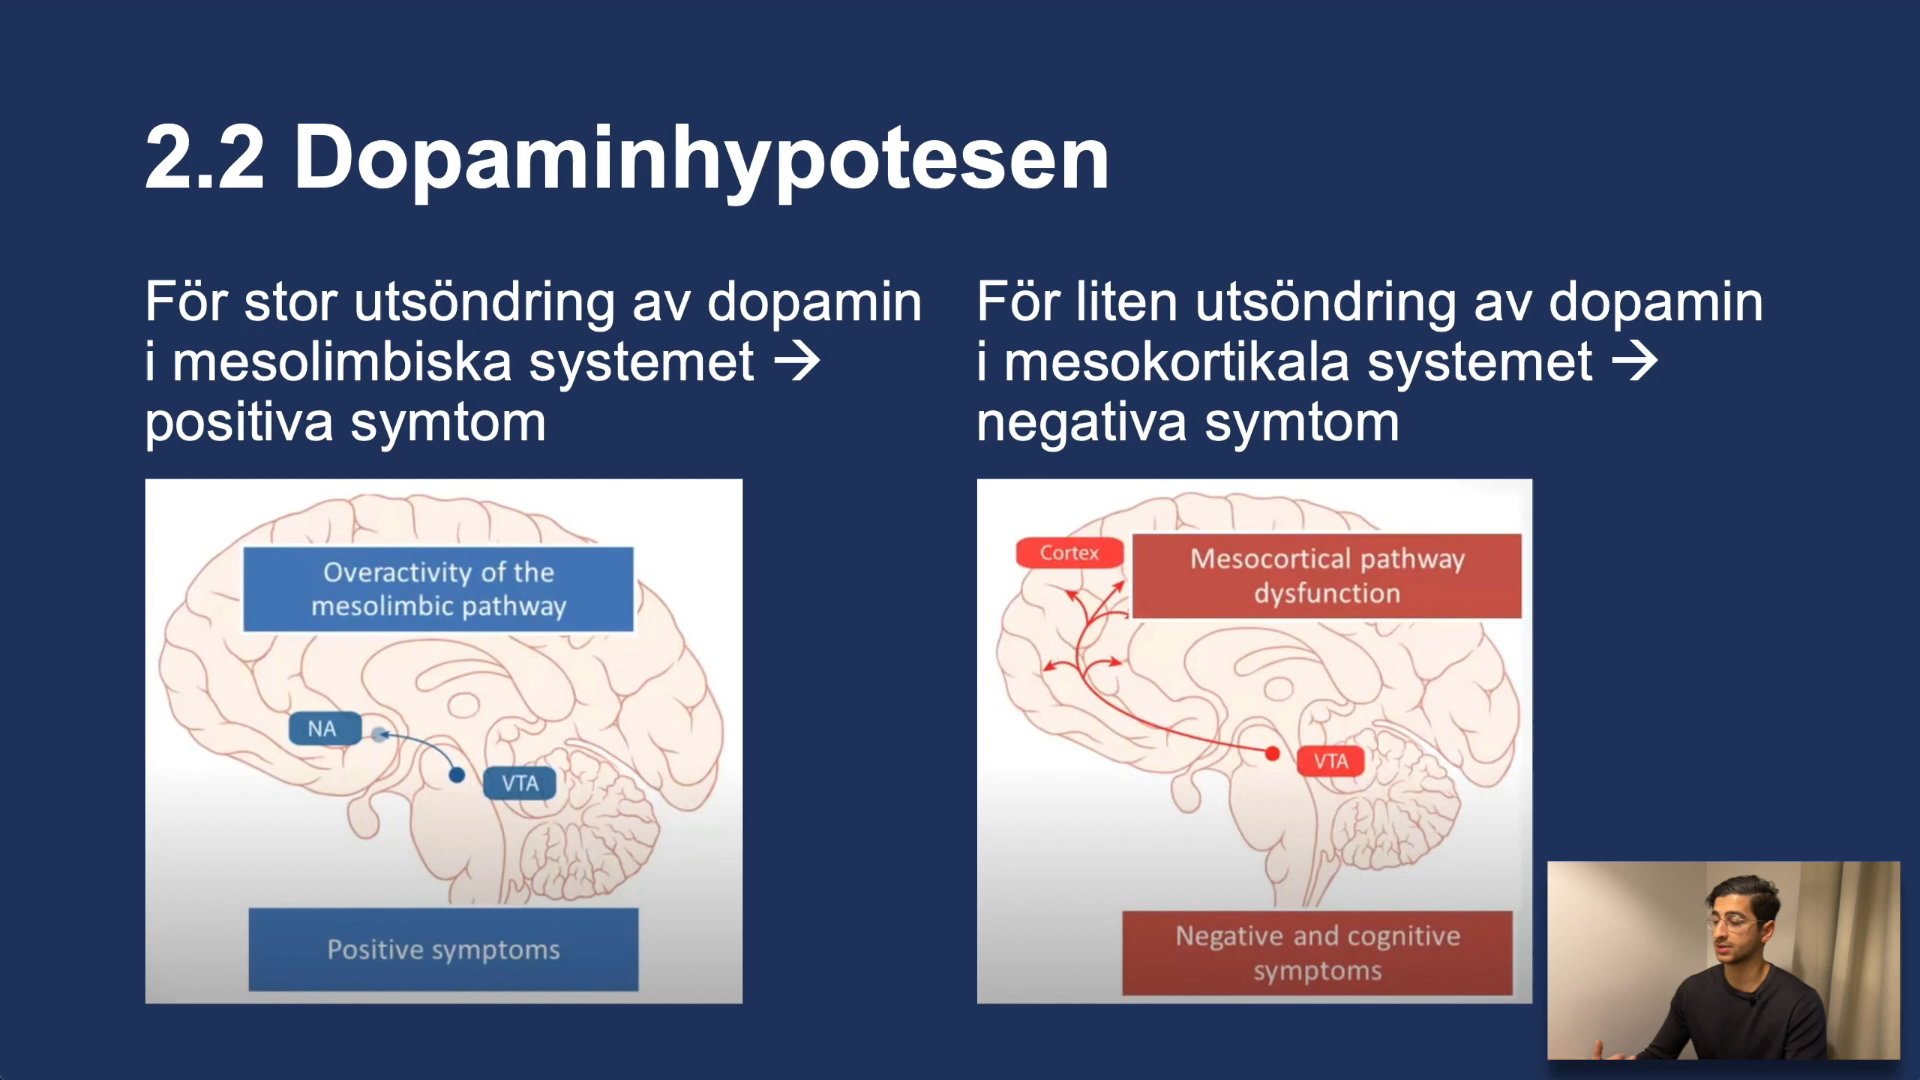 2.2 Dopaminhypotesen
För stor utsöndring av dopamin
i mesolimbiska systemet →
positiva symtom
Overactivity of the
mesolimbic pathway
NA
VTA
Positive symptoms
För liten utsöndring av dopamin
i mesokortikala systemet →
negativa symtom
Cortex
Mesocortical pathway
dysfunction
VTA
Negative and cognitive
symptoms